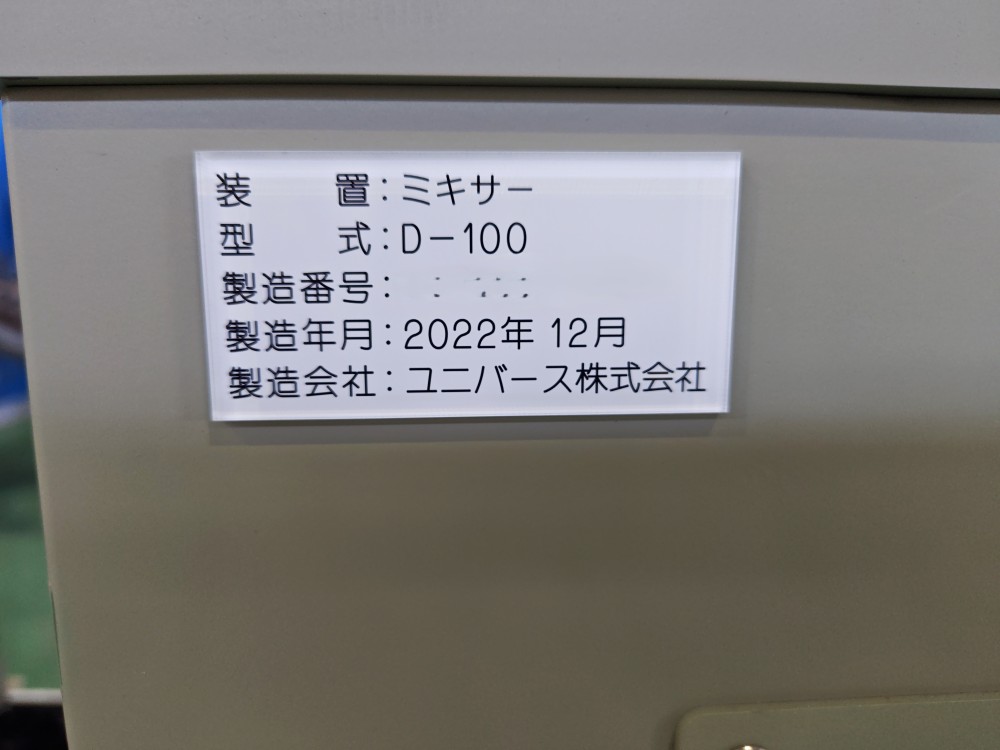 装　　置：ミキサー
型　　式：D－100
製造番号：
製造年月：2022年 12月
製造会社：ユニバース株式会社